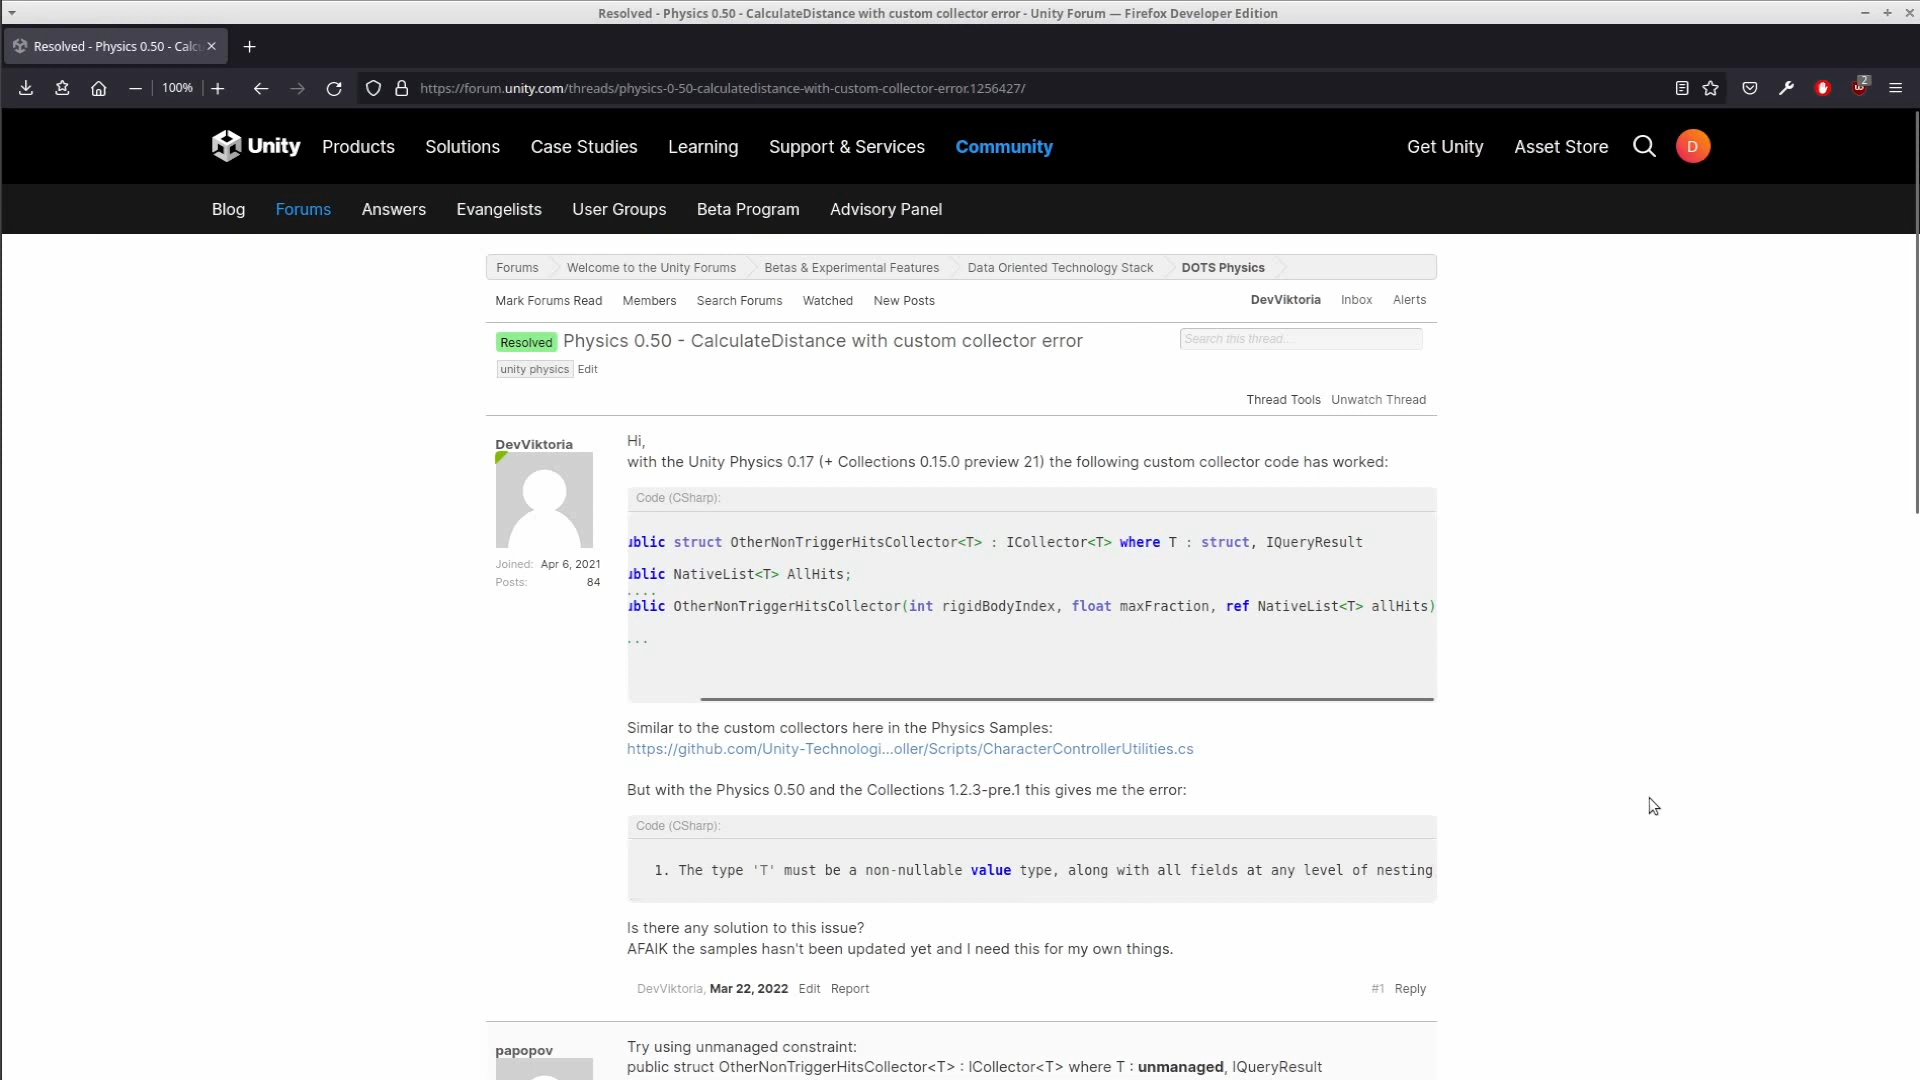 Resolved - Physics 0.50 - CalculateDistance with custom collector error - Unity Forum — Firefox Developer Edition
Resolved - Physics 0.50 - Calc
100%
https://forum.unity.com/threads/physics-0-50-calculatedistance-with-custom-collector-error.1256427/
2
Unity Products Solutions Case Studies Learning Support & Services Community Get Unity Asset Store D
Blog Forums Answers Evangelists User Groups Beta Program Advisory Panel
Forums Welcome to the Unity Forums Betas & Experimental Features Data Oriented Technology Stack DOTS Physics
Mark Forums Read Members Search Forums Watched New Posts DevViktoria Inbox Alerts
Resolved Physics 0.50 - CalculateDistance with custom collector error Search this thread...
unity physics Edit
Thread Tools Unwatch Thread
DevViktoria
Joined: Apr 6, 2021
Posts: 84
Hi,
with the Unity Physics 0.17 (+ Collections 0.15.0 preview 21) the following custom collector code has worked:
Code (CSharp):
ublic struct OtherNonTriggerHitsCollector<T> : ICollector<T> where T : struct, IQueryResult
ublic NativeList<T> AllHits;
....
ublic OtherNonTriggerHitsCollector(int rigidBodyIndex, float maxFraction, ref NativeList<T> allHits)
...
Similar to the custom collectors here in the Physics Samples:
https://github.com/Unity-Technologi...oller/Scripts/CharacterControllerUtilities.cs
But with the Physics 0.50 and the Collections 1.2.3-pre.1 this gives me the error:
Code (CSharp):
1. The type 'T' must be a non-nullable value type, along with all fields at any level of nesting
Is there any solution to this issue?
AFAIK the samples hasn't been updated yet and I need this for my own things.
DevViktoria, Mar 22, 2022 Edit Report #1 Reply
papopov
Try using unmanaged constraint:
public struct OtherNonTriggerHitsCollector<T> : ICollector<T> where T : unmanaged, IQueryResult